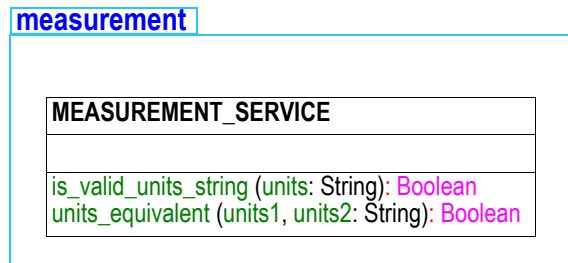 measurement
MEASUREMENT_SERVICE
is_valid_units_string (units: String): Boolean
units_equivalent (units1, units2: String): Boolean